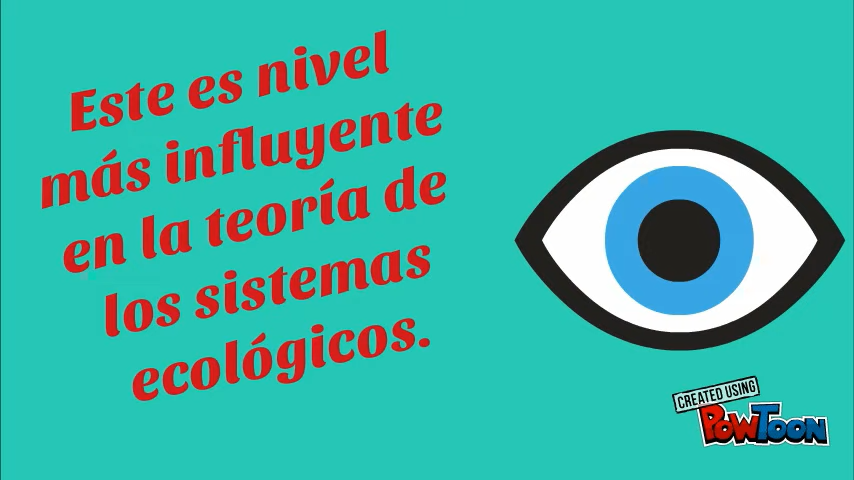 Este es nivel
más influyente
en la teoría de
los sistemas
ecológicos.
CREATED USING
POWTOON